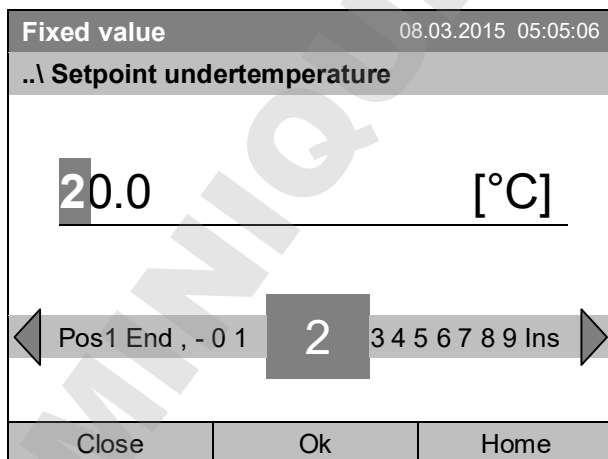 Fixed value 08.03.2015 05:05:06
..\ Setpoint undertemperature
20.0 [°C]
Pos1 End , - 0 1 2 3 4 5 6 7 8 9 Ins
Close Ok Home